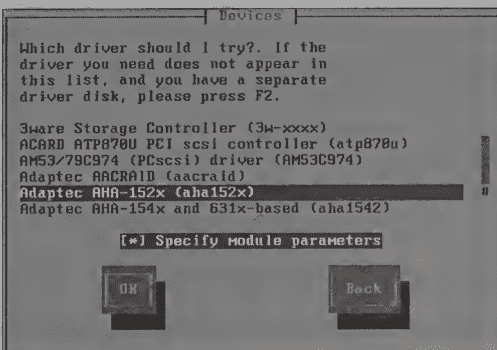 Devices
Which driver should I try?. If the
driver you need does not appear in
this list, and you have a separate
driver disk, please press F2.
3ware Storage Controller (3w-xxxx)
ACARD ATP870U PCI scsi controller (atp870u)
AM53/79C974 (PCscsi) driver (AM53C974)
Adaptec AACRAID (aacraid)
Adaptec AHA-152x (aha152x)
Adaptec AHA-154x and 631x-based (aha1542)
[*] Specify module parameters
OK Back